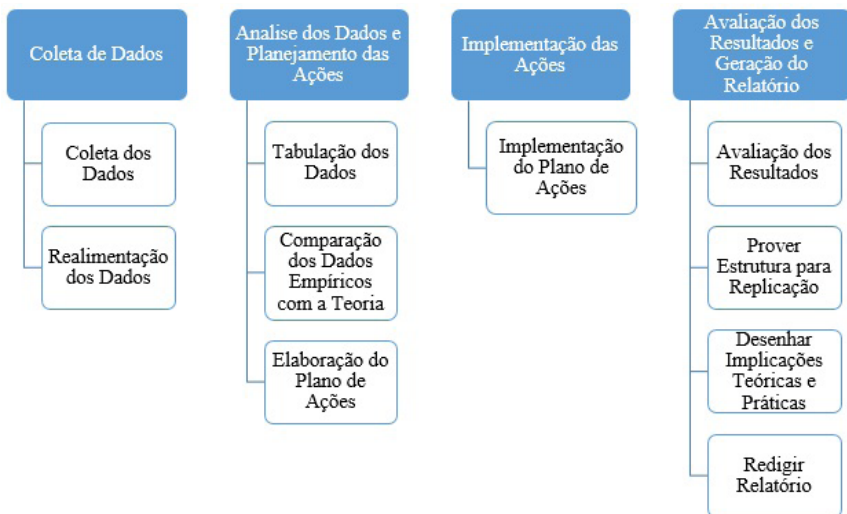 Coleta de Dados
Coleta dos
Dados
Realimentação
dos Dados
Analise dos Dados e
Planejamento das
Ações
Tabulação dos
Dados
Comparação
dos Dados
Empíricos
com a Teoria
Elaboração do
Plano de
Ações
Implementação das
Ações
Implementação
do Plano de
Ações
Avaliação dos
Resultados e
Geração do
Relatório
Avaliação dos
Resultados
Prover
Estrutura para
Replicação
Desenhar
Implicações
Teóricas e
Práticas
Redigir
Relatório